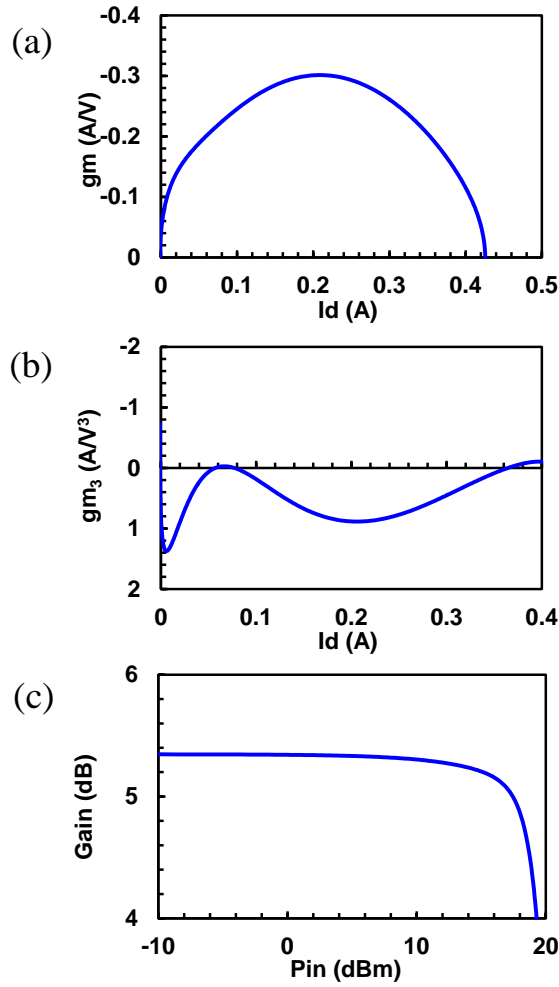 (a)
gm (A/V)
-0.4
-0.3
-0.2
-0.1
0
0 0.1 0.2 0.3 0.4 0.5
Id (A)
(b)
gm3 (A/V³)
-2
-1
0
1
2
0 0.1 0.2 0.3 0.4
Id (A)
(c)
Gain (dB)
6
5
4
-10 0 10 20
Pin (dBm)